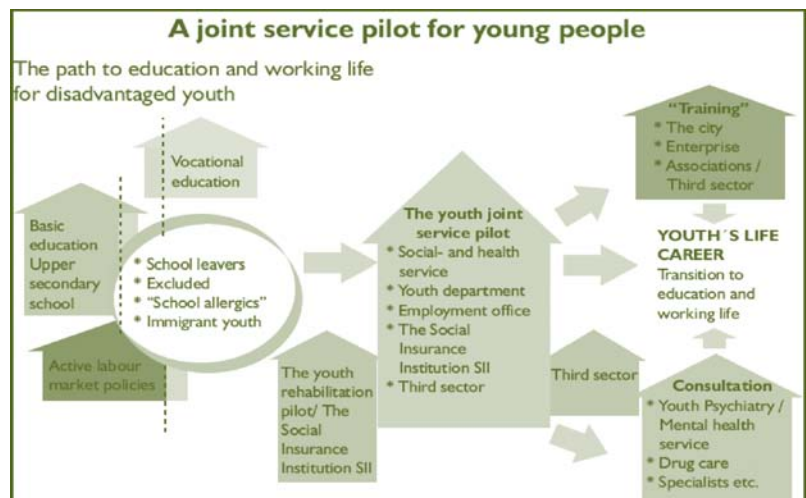 A joint service pilot for young people
The path to education and working life
for disadvantaged youth
Vocational
education
Basic
education
Upper
secondary
school
* School leavers
* Excluded
* “School allergics”
* Immigrant youth
Active labour
market policies
The youth
rehabilitation
pilot/ The
Social
Insurance
Institution SII
The youth joint
service pilot
* Social- and health
service
* Youth department
* Employment office
* The Social
Insurance
Institution SII
* Third sector
Third sector
“Training”
* The city
* Enterprise
* Associations /
Third sector
YOUTH´S LIFE
CAREER
Transition to
education and
working life
Consultation
* Youth Psychiatry /
Mental health
service
* Drug care
* Specialists etc.